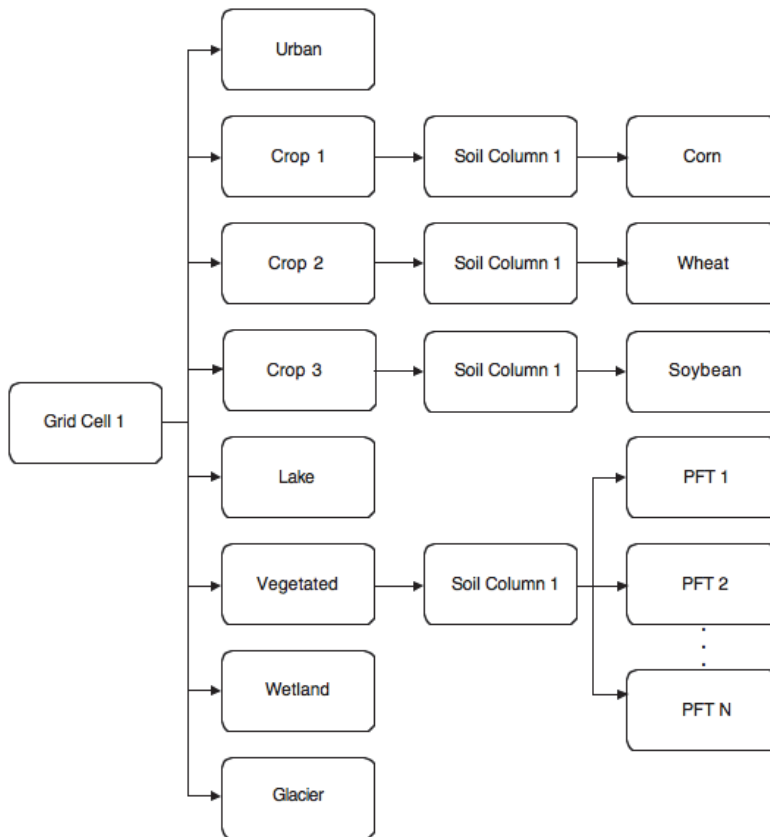 Urban
Crop 1
Soil Column 1
Corn
Crop 2
Soil Column 1
Wheat
Crop 3
Soil Column 1
Soybean
Grid Cell 1
Lake
PFT 1
Vegetated
Soil Column 1
PFT 2
Wetland
PFT N
Glacier